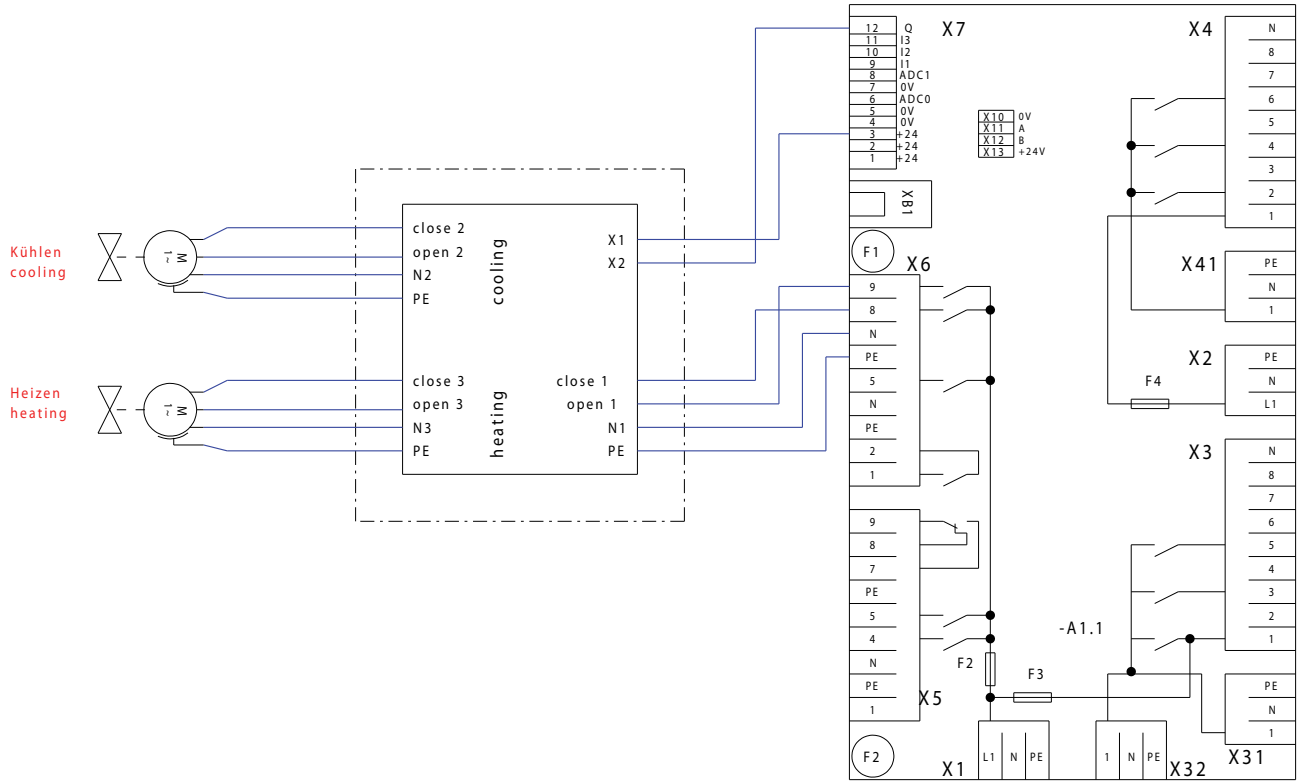 Kühlen
cooling
Heizen
heating
M
1~
M
1~
close 2
open 2
N2
PE
cooling
X1
X2
close 3
open 3
N3
PE
heating
close 1
open 1
N1
PE
X7
12 Q
11 I3
10 I2
9 I1
8 ADC1
7 0V
6 ADC0
5 0V
4 0V
3 +24
2 +24
1 +24
X10 0V
X11 A
X12 B
X13 +24V
XB1
F1
X6
9
8
N
PE
5
N
PE
2
1
9
8
7
PE
5
4
N
PE
1
X5
F2
F2
F3
-A1.1
X1
L1 N PE
1 N PE
X32
X4
N
8
7
6
5
4
3
2
1
X41
PE
N
1
X2
PE
N
L1
F4
X3
N
8
7
6
5
4
3
2
1
PE
N
1
X31